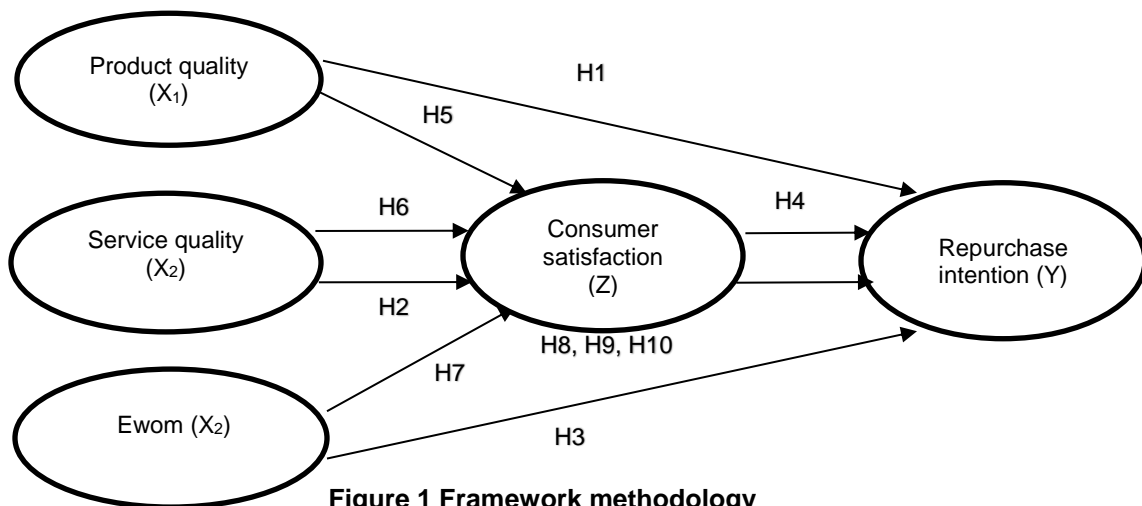 Product quality
(X₁)
H1
H5
Service quality
(X₂)
H6
H2
Consumer
satisfaction
(Z)
H4
Repurchase
intention (Y)
H8, H9, H10
H7
Ewom (X₂)
H3
Figure 1 Framework methodology